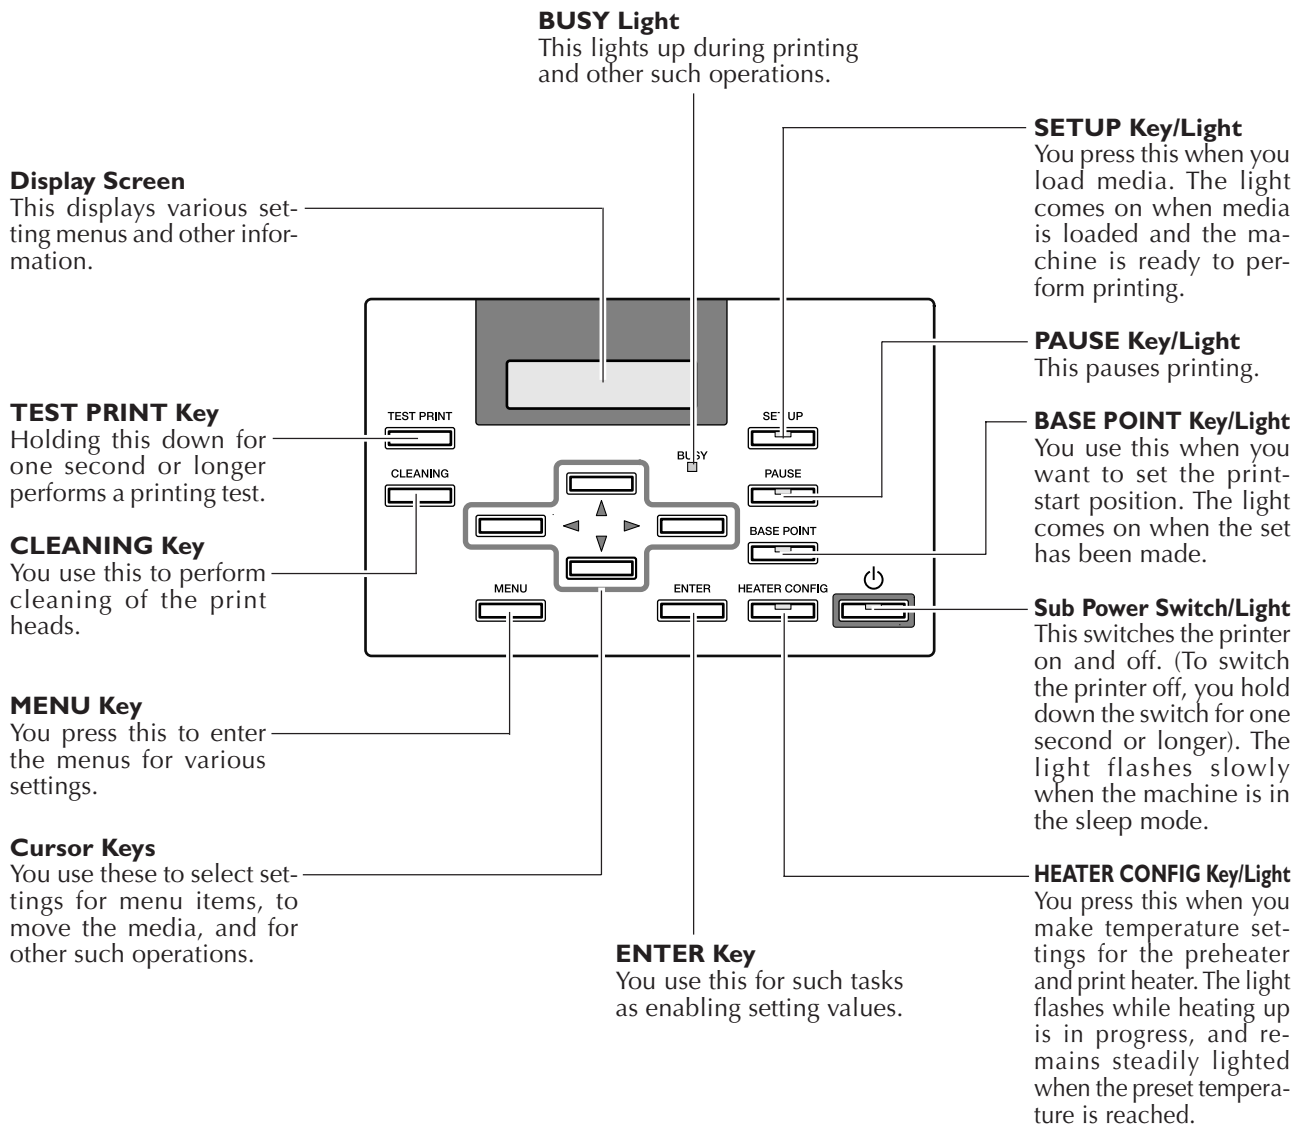 BUSY Light
This lights up during printing
and other such operations.
Display Screen
This displays various set-
ting menus and other infor-
mation.
TEST PRINT Key
Holding this down for
one second or longer
performs a printing test.
CLEANING Key
You use this to perform
cleaning of the print
heads.
MENU Key
You press this to enter
the menus for various
settings.
Cursor Keys
You use these to select set-
tings for menu items, to
move the media, and for
other such operations.
TEST PRINT
CLEANING
MENU
BUSY
ENTER
SETUP
PAUSE
BASE POINT
HEATER CONFIG
ENTER Key
You use this for such tasks
as enabling setting values.
SETUP Key/Light
You press this when you
load media. The light
comes on when media
is loaded and the ma-
chine is ready to per-
form printing.
PAUSE Key/Light
This pauses printing.
BASE POINT Key/Light
You use this when you
want to set the print-
start position. The light
comes on when the set
has been made.
Sub Power Switch/Light
This switches the printer
on and off. (To switch
the printer off, you hold
down the switch for one
second or longer). The
light flashes slowly
when the machine is in
the sleep mode.
HEATER CONFIG Key/Light
You press this when you
make temperature set-
tings for the preheater
and print heater. The light
flashes while heating up
is in progress, and re-
mains steadily lighted
when the preset tempera-
ture is reached.